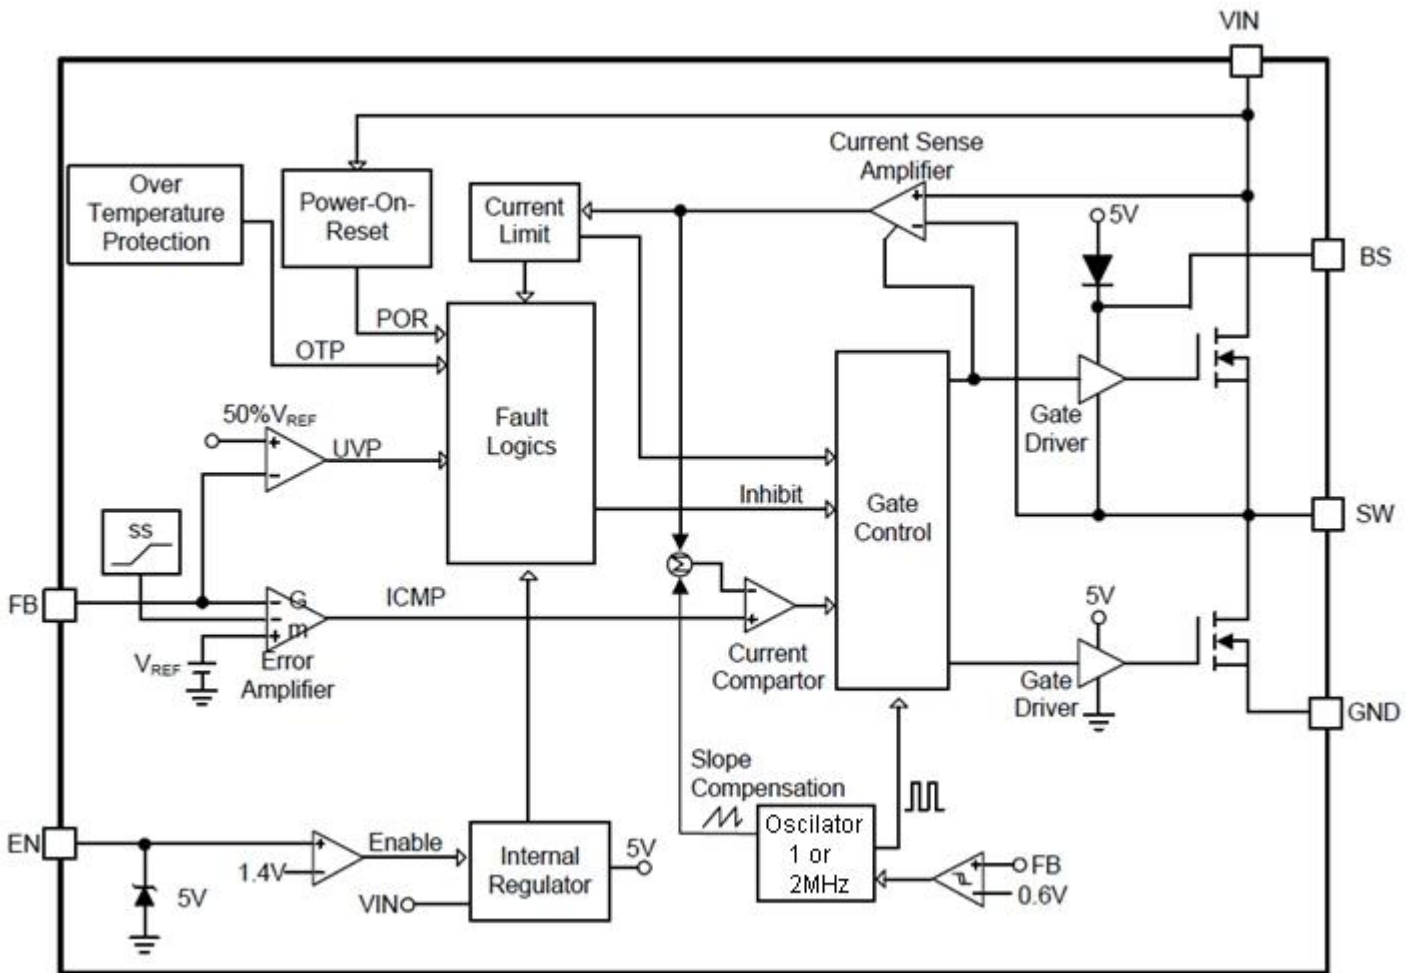 VIN
Current Sense
Amplifier
Over
Temperature
Protection
Power-On-
Reset
Current
Limit
+
-
5V
BS
POR
OTP
50%VREF
+
-
UVP
Fault
Logics
Gate
Driver
Inhibit
Gate
Control
SW
ss
Σ
FB
-
-
+
G
m
ICMP
-
+
5V
VREF
Error
Amplifier
Current
Compartor
Gate
Driver
GND
Slope
Compensation
EN
+
-
1.4V
Enable
5V
VIN
Internal
Regulator
5V
Oscilator
1 or
2MHz
+
-
FB
0.6V